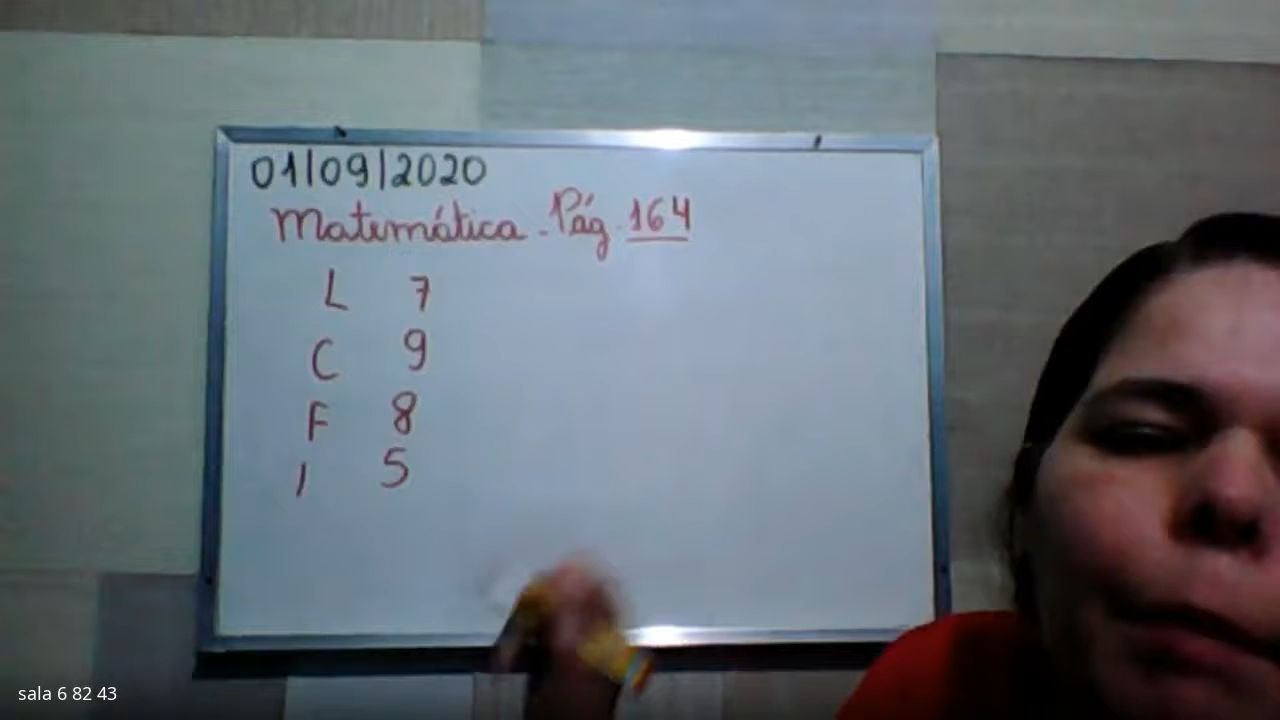 01/09/2020
Matemática - Pág. 164
L 7
C 9
F 8
I 5
sala 6 82 43